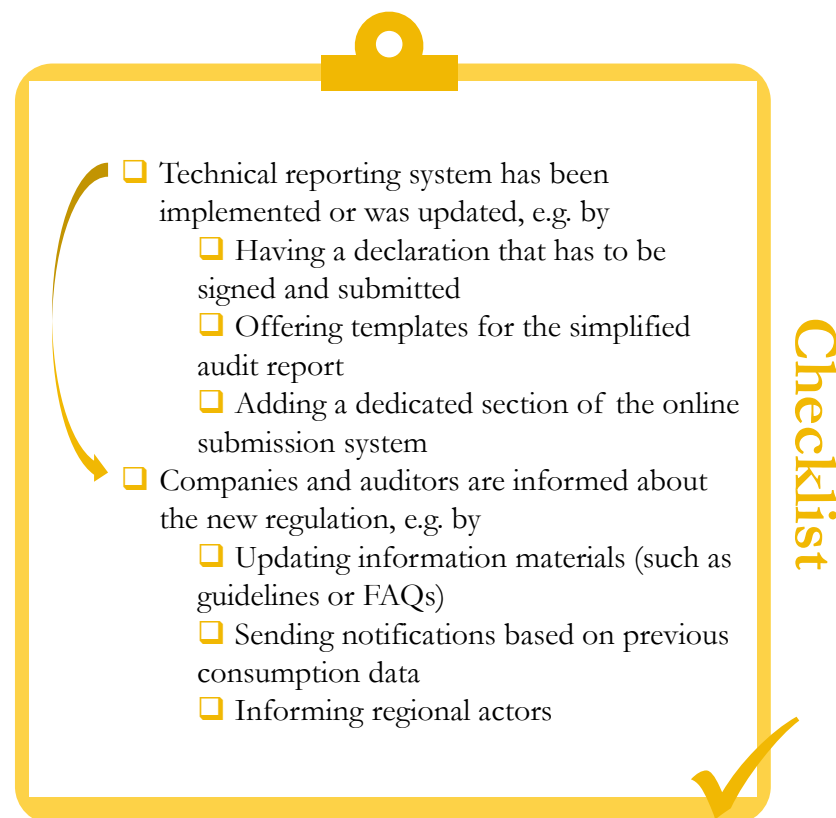 ❑ Technical reporting system has been
implemented or was updated, e.g. by
❑ Having a declaration that has to be
signed and submitted
❑ Offering templates for the simplified
audit report
❑ Adding a dedicated section of the online
submission system
❑ Companies and auditors are informed about
the new regulation, e.g. by
❑ Updating information materials (such as
guidelines or FAQs)
❑ Sending notifications based on previous
consumption data
❑ Informing regional actors
Checklist